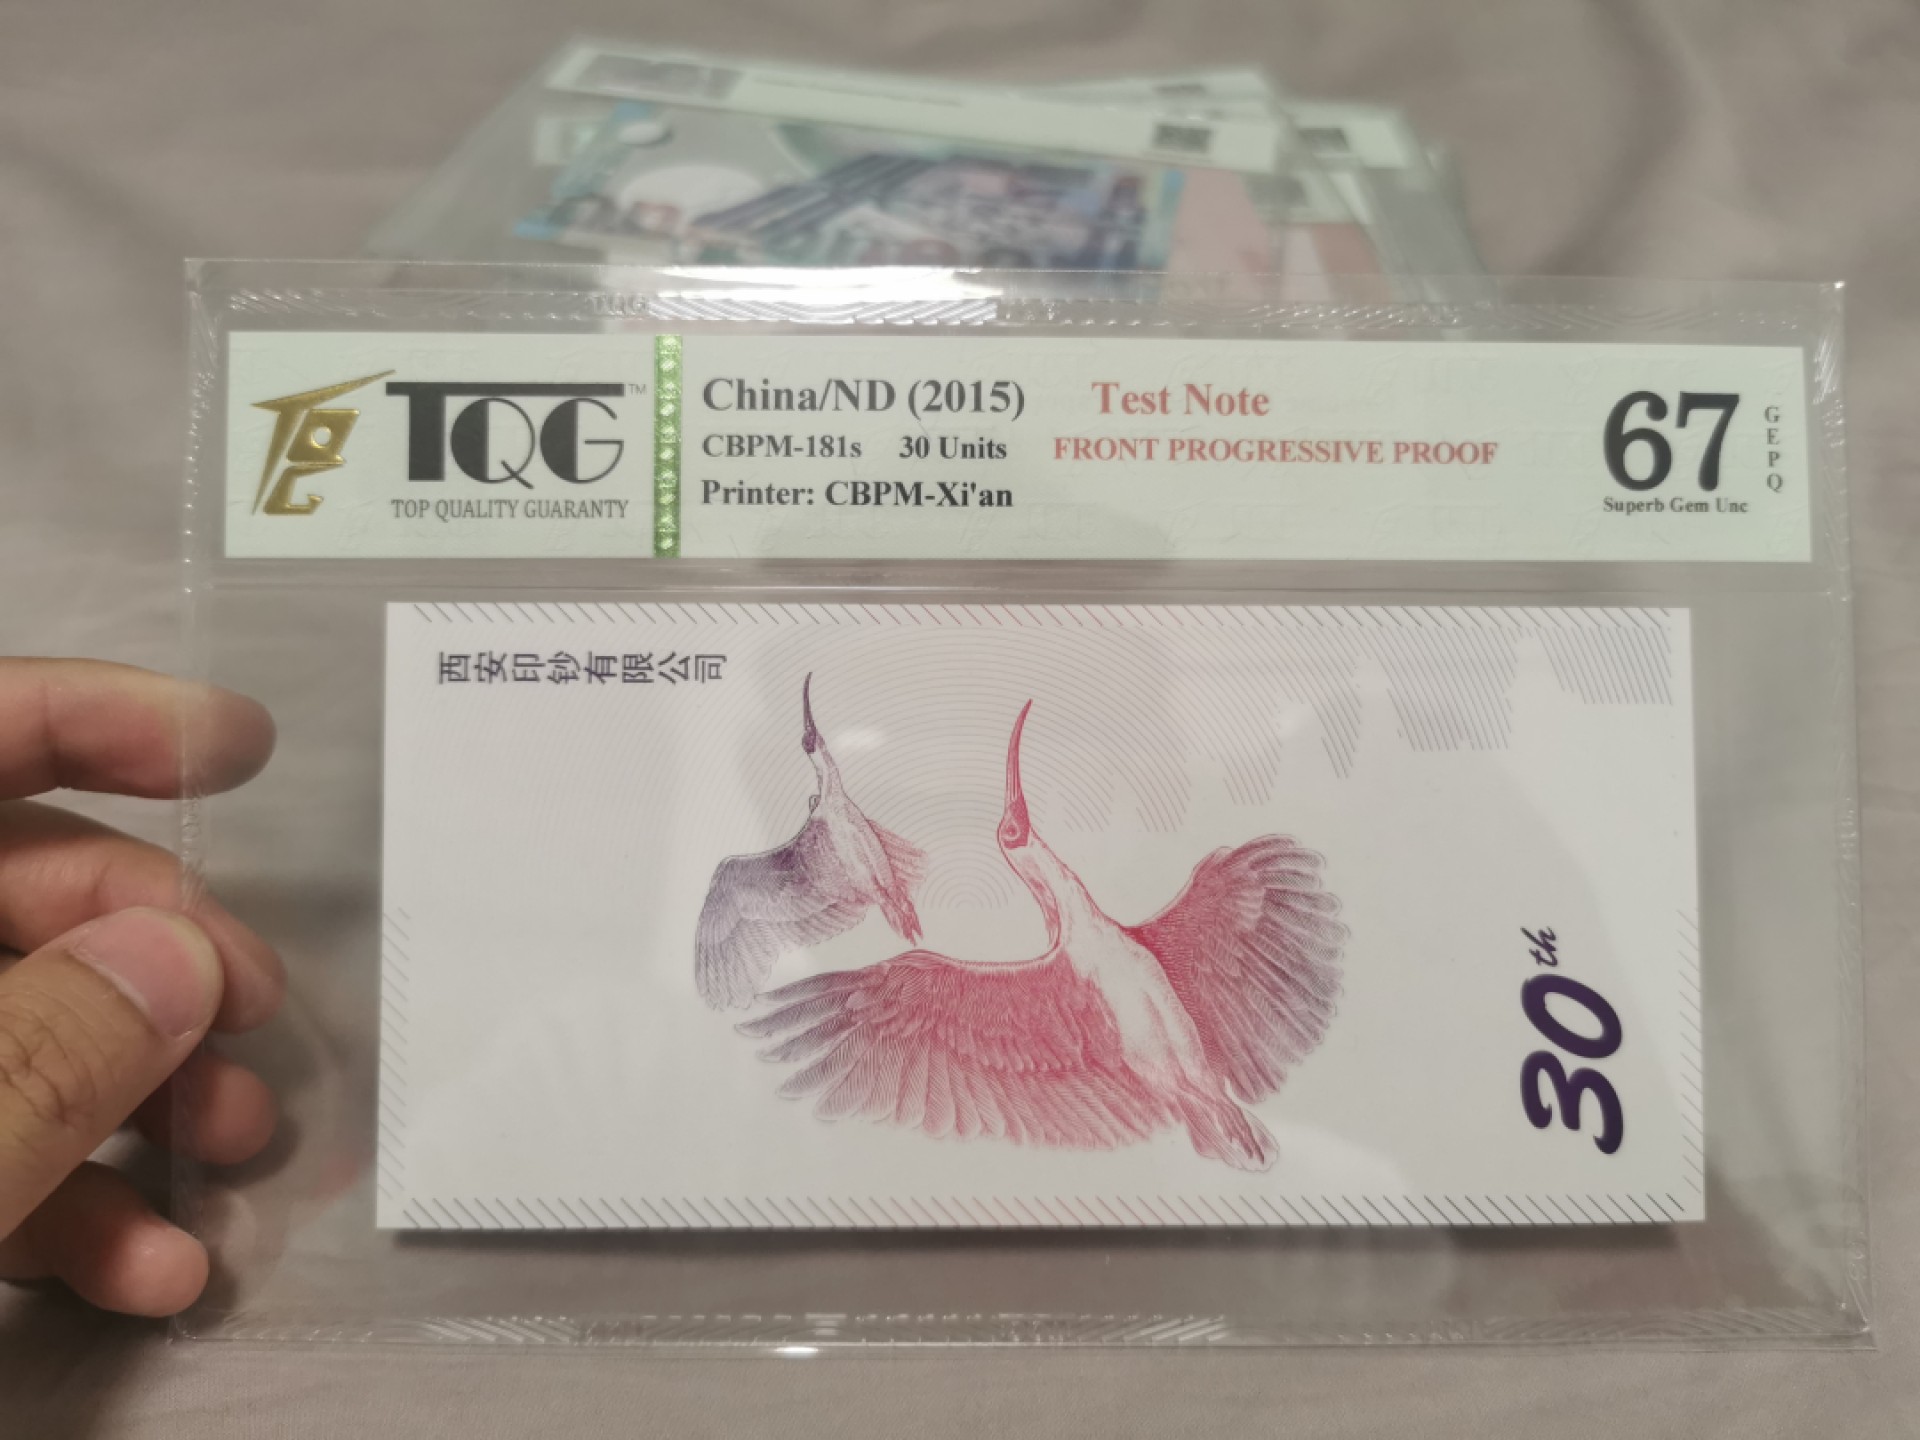 TQG
TQG™
TOP QUALITY GUARANTY
China/ND (2015) Test Note
CBPM-181s 30 Units FRONT PROGRESSIVE PROOF
Printer: CBPM-Xi'an
67
Superb Gem Unc
GEPQ
西安印钞有限公司
30th